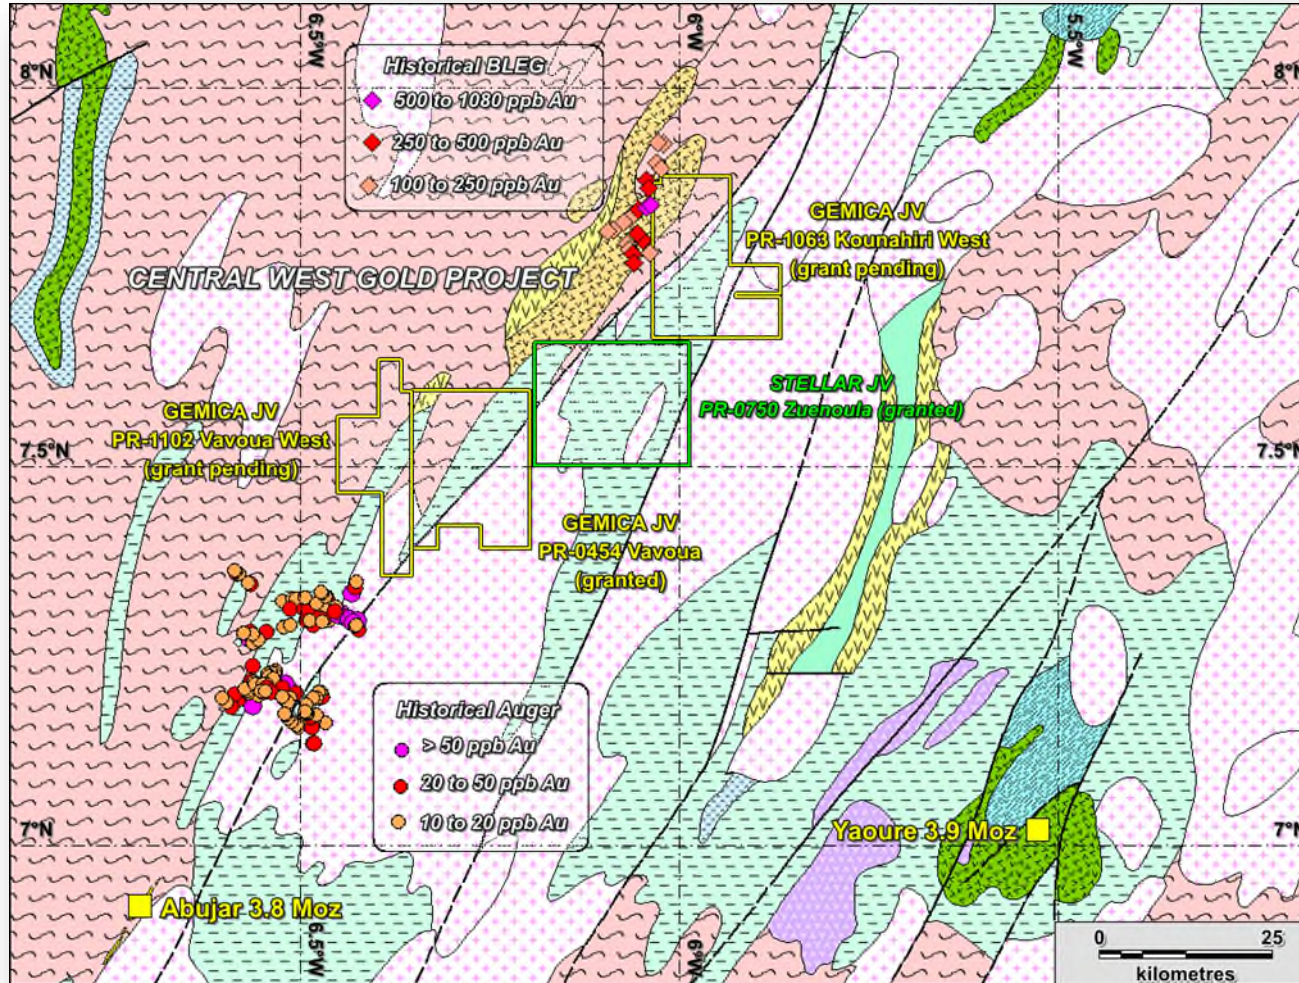 6.5°W
6°W
5.5°W
8°N
8°N
Historical BLEG
500 to 1080 ppb Au
250 to 500 ppb Au
100 to 250 ppb Au
GEMICA JV
PR-1063 Kounahiri West
(grant pending)
CENTRAL WEST GOLD PROJECT
STELLAR JV
PR-0750 Zuenoula (granted)
GEMICA JV
PR-1102 Vavoua West
(grant pending)
7.5°N
7.5°N
GEMICA JV
PR-0454 Vavoua
(granted)
Historical Auger
> 50 ppb Au
20 to 50 ppb Au
10 to 20 ppb Au
7°N
7°N
Yaoure 3.9 Moz
Abujar 3.8 Moz
6.5°W
6°W
0 25
kilometres